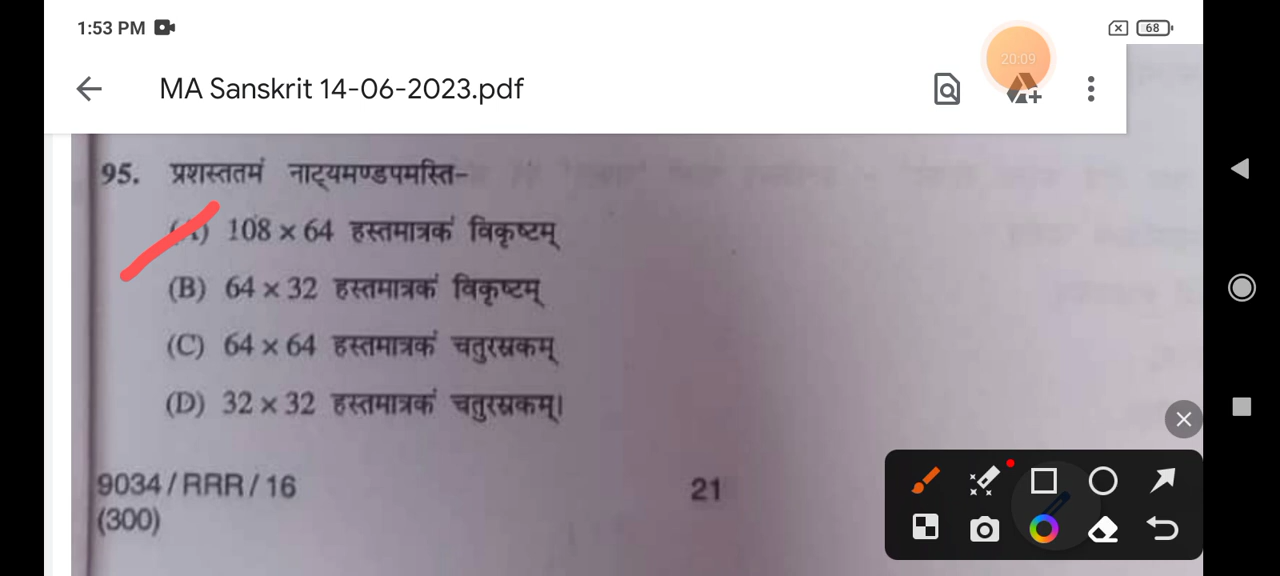 1:53 PM
68
20:09
MA Sanskrit 14-06-2023.pdf
95. प्रशस्ततमं नाट्यमण्डपमस्ति-
(A) 108 × 64 हस्तमात्रकं विकृष्टम्
(B) 64 × 32 हस्तमात्रकं विकृष्टम्
(C) 64 × 64 हस्तमात्रकं चतुरस्रकम्
(D) 32 × 32 हस्तमात्रकं चतुरस्रकम्।
9034 / RRR / 16
21
(300)